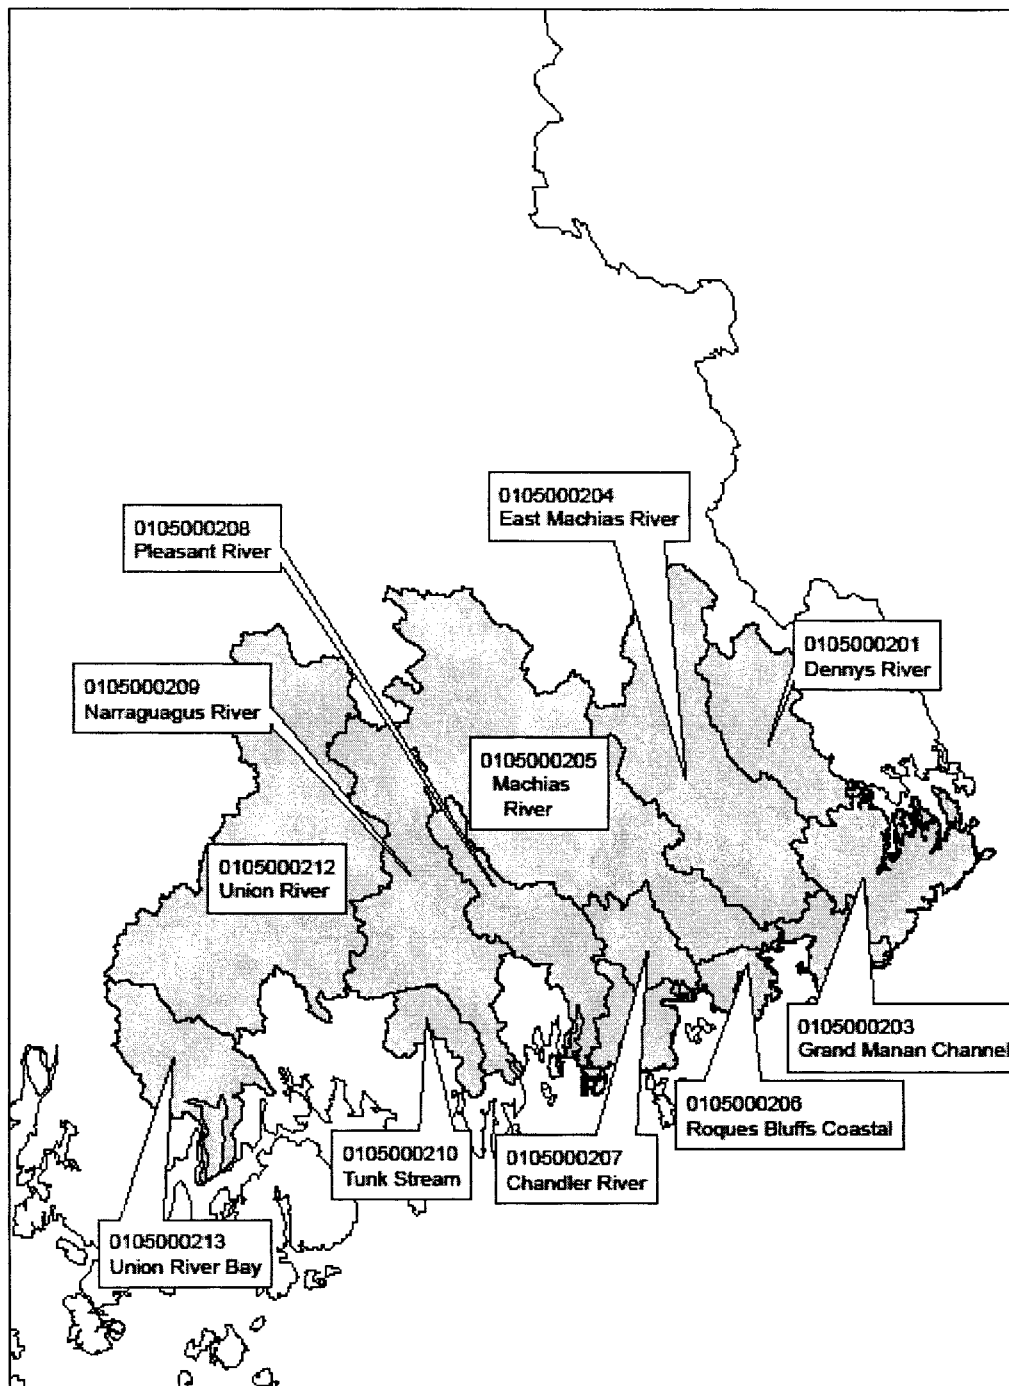 0105000204
East Machias River
0105000208
Pleasant River
0105000201
Dennys River
0105000209
Narraguagus River
0105000205
Machias
River
0105000212
Union River
0105000203
Grand Manan Channel
0105000206
Roques Bluffs Coastal
0105000210
Tunk Stream
0105000207
Chandler River
0105000213
Union River Bay